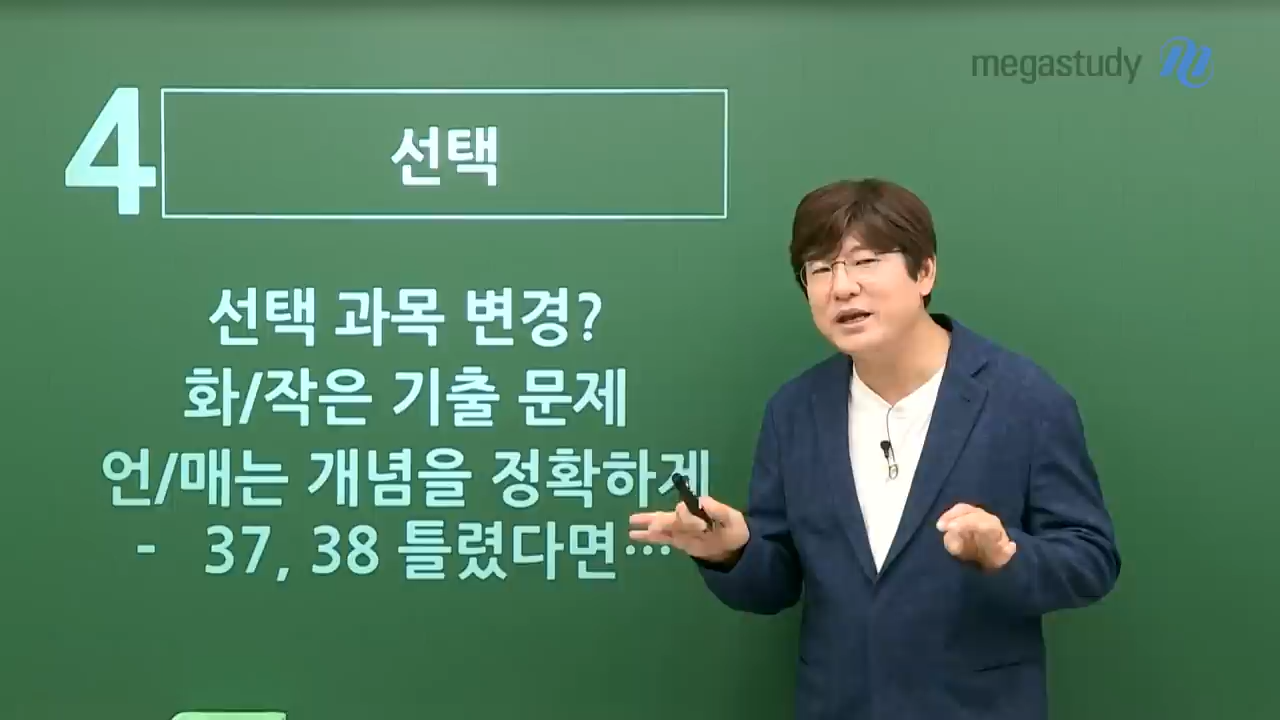 megastudy
4
선택
선택 과목 변경?
화/작은 기출 문제
언/매는 개념을 정확하게
- 37, 38 틀렸다면…